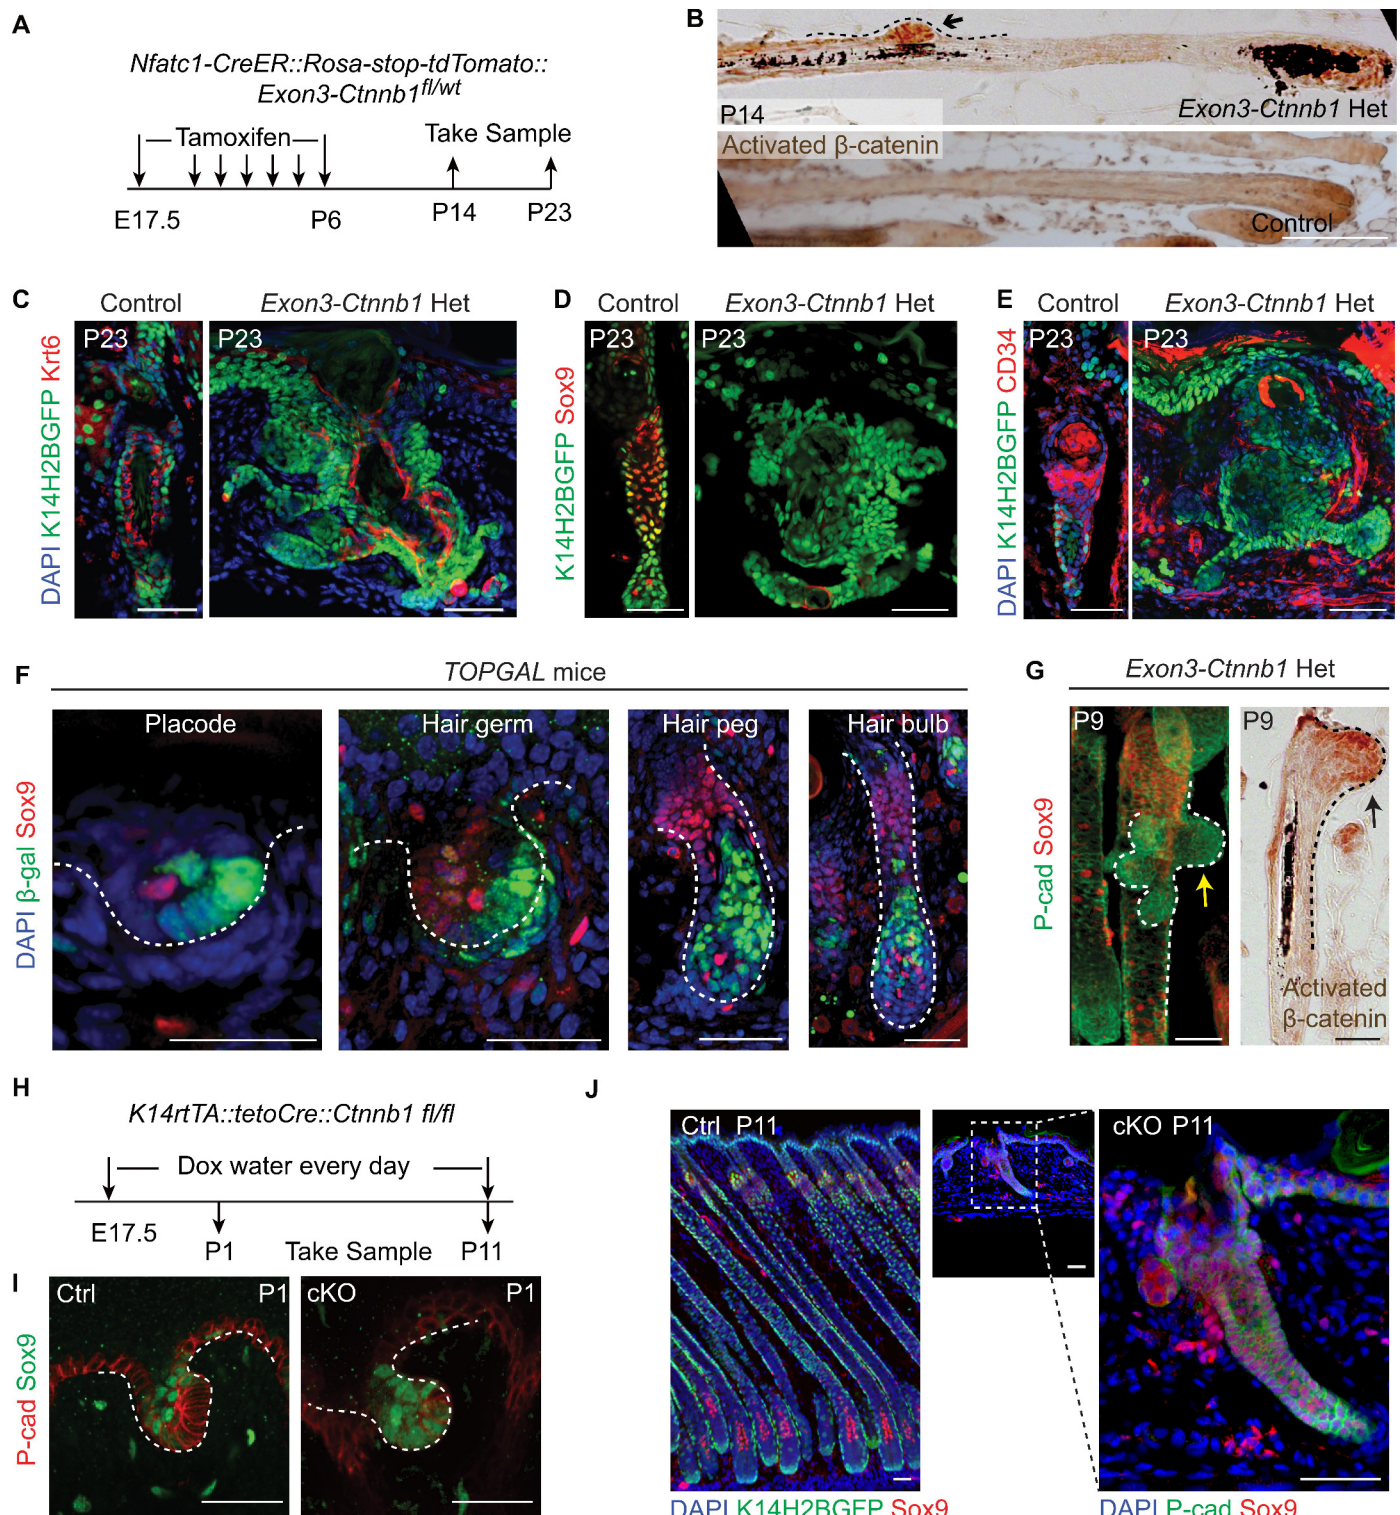 A
Nfatc1-CreER::Rosa-stop-tdTomato::
Exon3-Ctnnb1fl/wt
Tamoxifen
Take Sample
E17.5
P6
P14
P23
B
P14
Exon3-Ctnnb1 Het
Activated β-catenin
Control
C
Control
Exon3-Ctnnb1 Het
P23
P23
DAPI K14H2BGFP Krt6
D
Control
Exon3-Ctnnb1 Het
P23
P23
K14H2BGFP Sox9
E
Control
Exon3-Ctnnb1 Het
P23
P23
DAPI K14H2BGFP CD34
F
TOPGAL mice
Placode
Hair germ
Hair peg
Hair bulb
DAPI β-gal Sox9
G
Exon3-Ctnnb1 Het
P9
P9
P-cad Sox9
Activated
β-catenin
H
K14rtTA::tetoCre::Ctnnb1 fl/fl
Dox water every day
E17.5
P1
Take Sample
P11
I
Ctrl
P1
cKO
P1
P-cad Sox9
J
Ctrl P11
cKO P11
DAPI K14H2BGFP Sox9
DAPI P-cad Sox9